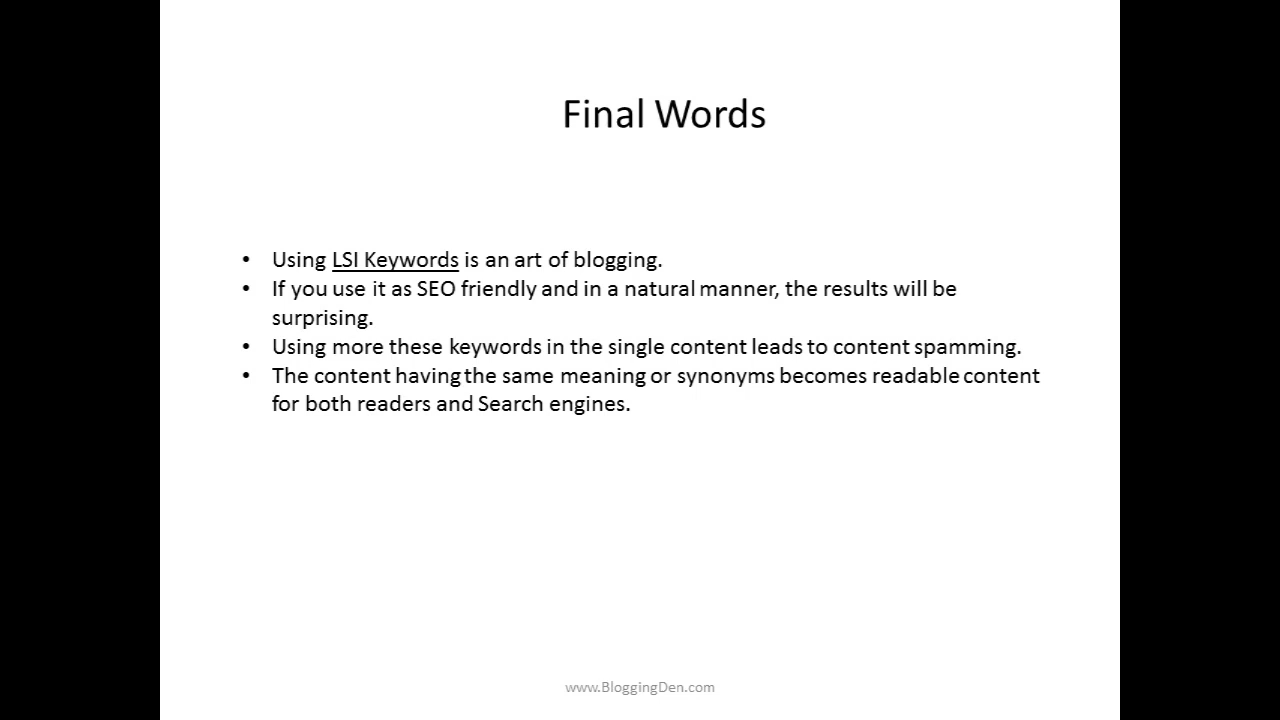 Final Words
• Using LSI Keywords is an art of blogging.
• If you use it as SEO friendly and in a natural manner, the results will be
surprising.
• Using more these keywords in the single content leads to content spamming.
• The content having the same meaning or synonyms becomes readable content
for both readers and Search engines.
www.BloggingDen.com